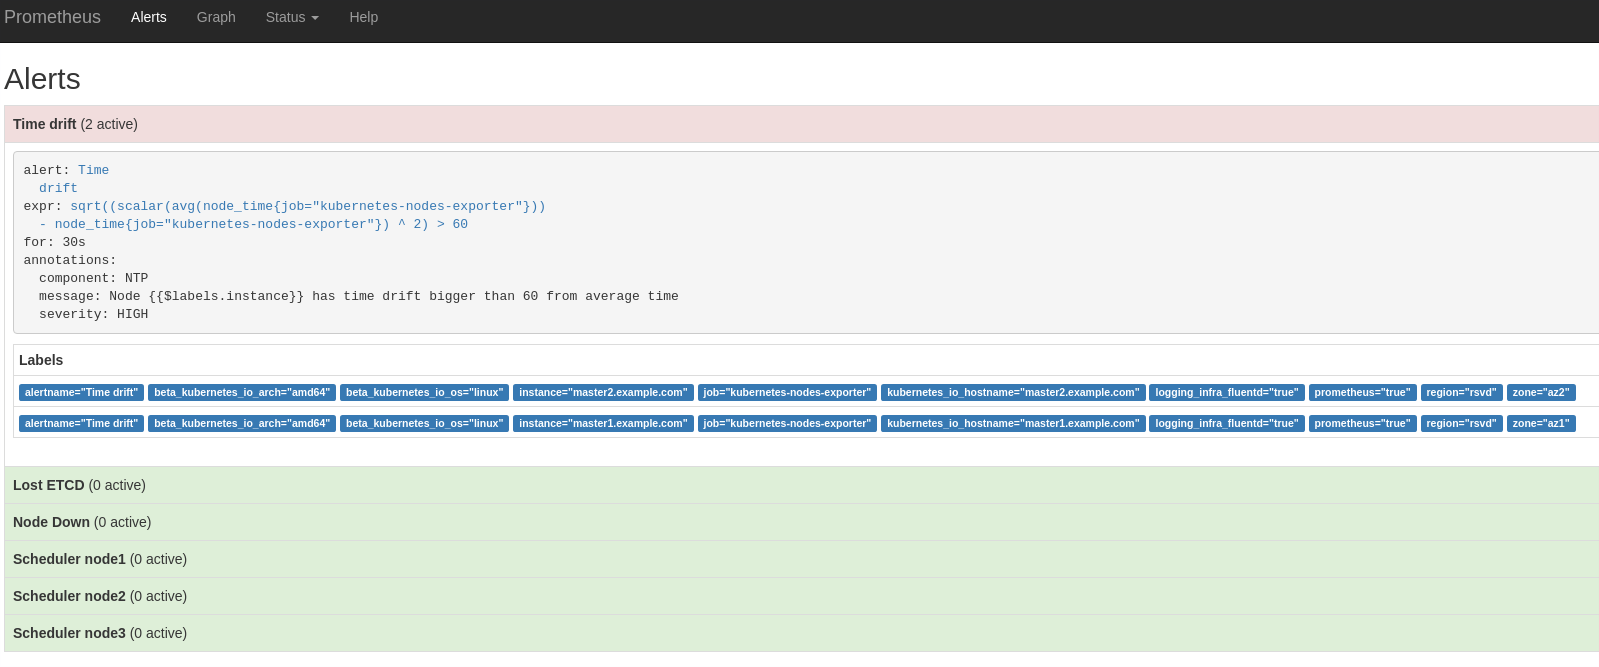 Prometheus Alerts Graph Status Help
Alerts
Time drift (2 active)
alert: Time
  drift
expr: sqrt((scalar(avg(node_time{job="kubernetes-nodes-exporter"}))
  - node_time{job="kubernetes-nodes-exporter"}) ^ 2) > 60
for: 30s
annotations:
  component: NTP
  message: Node {{$labels.instance}} has time drift bigger than 60 from average time
  severity: HIGH
Labels
alertname="Time drift" beta_kubernetes_io_arch="amd64" beta_kubernetes_io_os="linux" instance="master2.example.com" job="kubernetes-nodes-exporter" kubernetes_io_hostname="master2.example.com" logging_infra_fluentd="true" prometheus="true" region="rsvd" zone="az2"
alertname="Time drift" beta_kubernetes_io_arch="amd64" beta_kubernetes_io_os="linux" instance="master1.example.com" job="kubernetes-nodes-exporter" kubernetes_io_hostname="master1.example.com" logging_infra_fluentd="true" prometheus="true" region="rsvd" zone="az1"
Lost ETCD (0 active)
Node Down (0 active)
Scheduler node1 (0 active)
Scheduler node2 (0 active)
Scheduler node3 (0 active)